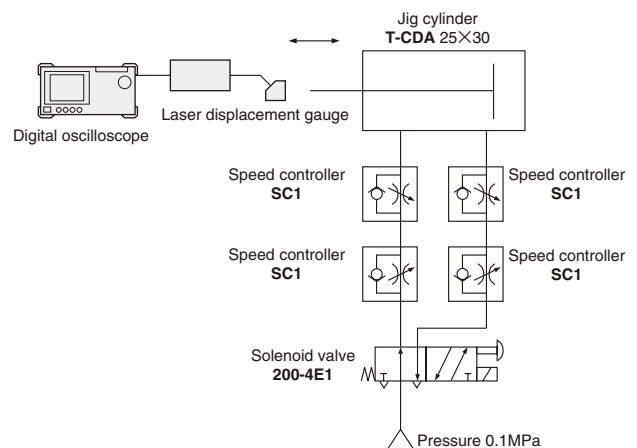 Jig cylinder
T-CDA 25×30
Digital oscilloscope
Laser displacement gauge
Speed controller
SC1
Speed controller
SC1
Speed controller
SC1
Speed controller
SC1
Solenoid valve
200-4E1
Pressure 0.1MPa